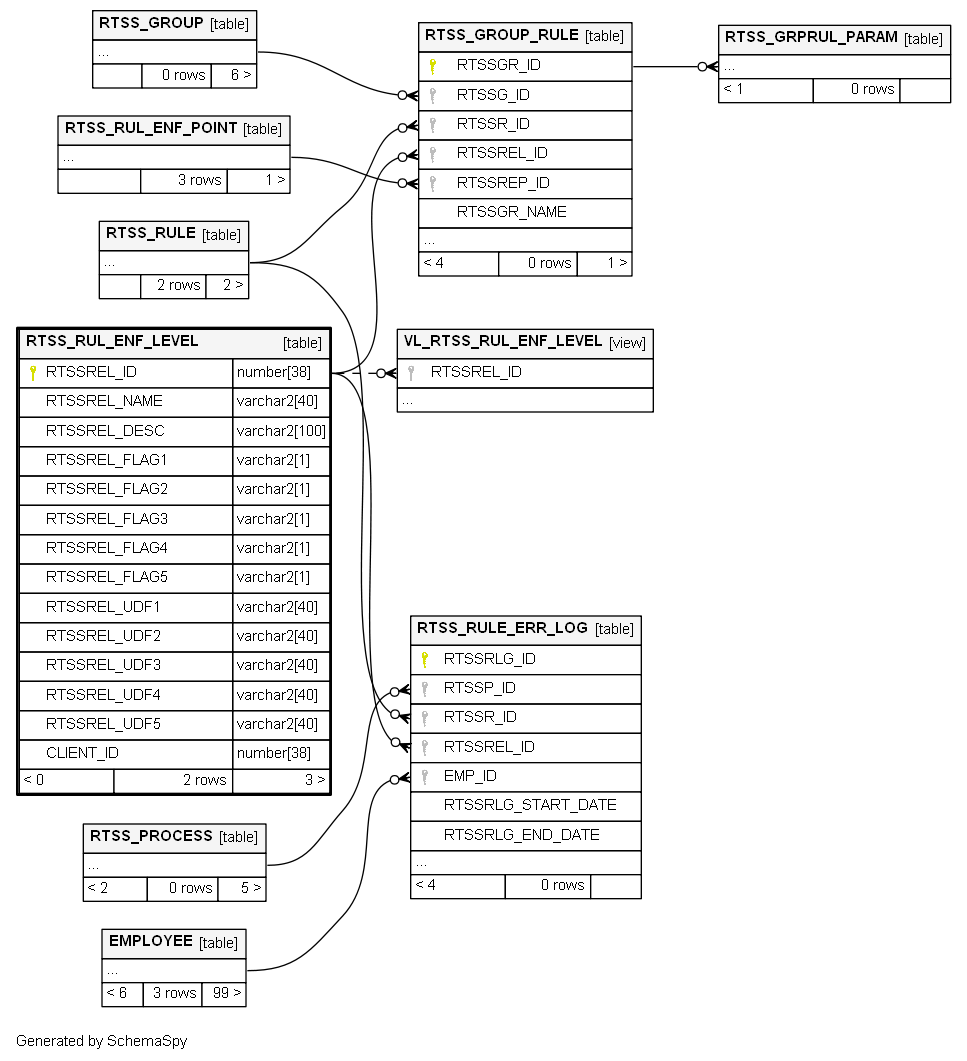 RTSS_GROUP [table]
...
0 rows 6 >
RTSS_RUL_ENF_POINT [table]
...
3 rows 1 >
RTSS_RULE [table]
...
2 rows 2 >
RTSS_RUL_ENF_LEVEL [table]
RTSSREL_ID number[38]
RTSSREL_NAME varchar2[40]
RTSSREL_DESC varchar2[100]
RTSSREL_FLAG1 varchar2[1]
RTSSREL_FLAG2 varchar2[1]
RTSSREL_FLAG3 varchar2[1]
RTSSREL_FLAG4 varchar2[1]
RTSSREL_FLAG5 varchar2[1]
RTSSREL_UDF1 varchar2[40]
RTSSREL_UDF2 varchar2[40]
RTSSREL_UDF3 varchar2[40]
RTSSREL_UDF4 varchar2[40]
RTSSREL_UDF5 varchar2[40]
CLIENT_ID number[38]
< 0 2 rows 3 >
RTSS_PROCESS [table]
...
< 2 0 rows 5 >
EMPLOYEE [table]
...
< 6 3 rows 99 >
RTSS_GROUP_RULE [table]
RTSSGR_ID
RTSSG_ID
RTSSR_ID
RTSSREL_ID
RTSSREP_ID
RTSSGR_NAME
...
< 4 0 rows 1 >
VL_RTSS_RUL_ENF_LEVEL [view]
RTSSREL_ID
...
RTSS_RULE_ERR_LOG [table]
RTSSRLG_ID
RTSSP_ID
RTSSR_ID
RTSSREL_ID
EMP_ID
RTSSRLG_START_DATE
RTSSRLG_END_DATE
...
< 4 0 rows
RTSS_GRPRUL_PARAM [table]
...
< 1 0 rows
Generated by SchemaSpy